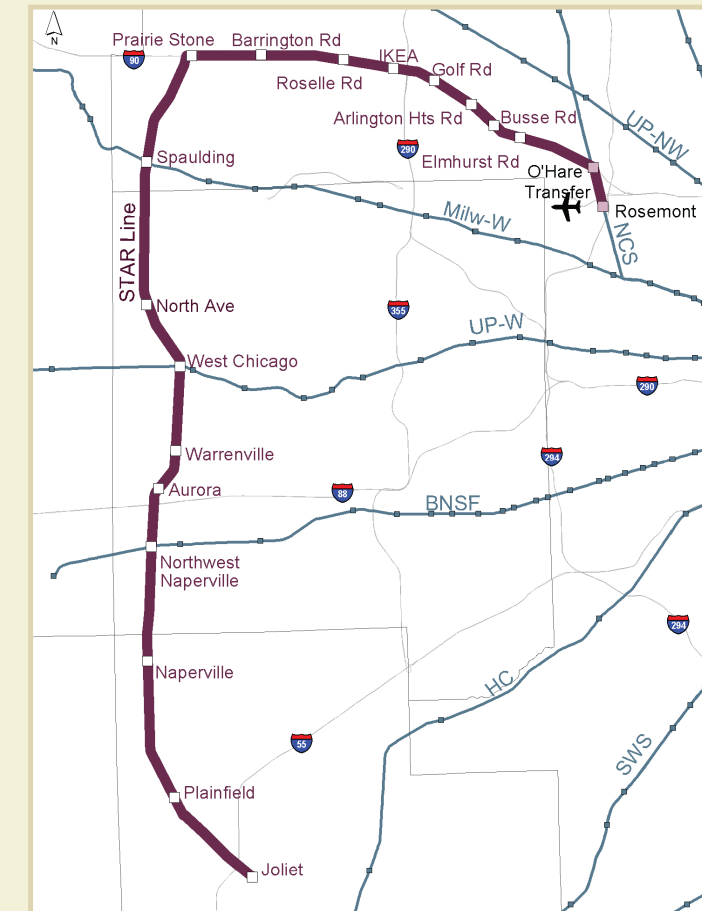 N
Prairie Stone
Barrington Rd
90
Roselle Rd
IKEA
Golf Rd
Arlington Hts Rd
Busse Rd
UP-NW
290
Elmhurst Rd
Spaulding
O'Hare
Transfer
Rosemont
Milw-W
NCS
STAR Line
North Ave
355
UP-W
West Chicago
290
Warrenville
294
Aurora
88
BNSF
Northwest
Naperville
294
Naperville
HC
55
SWS
Plainfield
Joliet